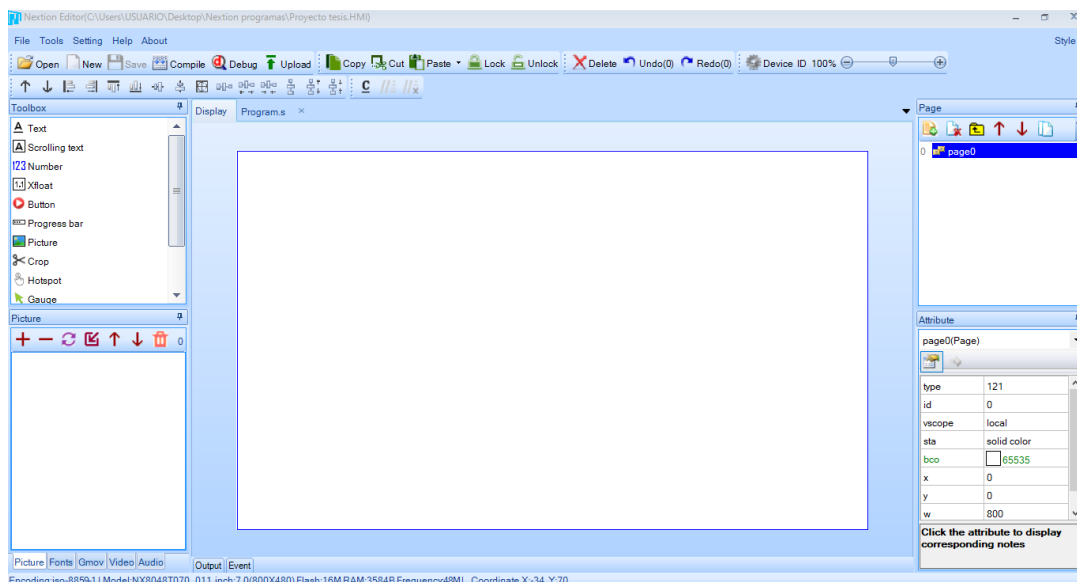 Nextion Editor(C:\Users\USUARIO\Desktop\Nextion programas\Proyecto tesis.HMI)
File Tools Setting Help About Style
Open New Save Compile Debug Upload Copy Cut Paste Lock Unlock Delete Undo(0) Redo(0) Device ID 100%
Toolbox
A Text
A Scrolling text
123 Number
1.1 Xfloat
Button
Progress bar
Picture
Crop
Hotspot
Gauge
Picture
0
Picture Fonts Gmov Video Audio
Display Program.s
Output Event
Page
0 page0
Attribute
page0(Page)
type 121
id 0
vscope local
sta solid color
bco 65535
x 0
y 0
w 800
Click the attribute to display
corresponding notes
Encoding:iso-8859-1 Model:NX8048T070_011 inch:7.0(800X480) Flash:16M RAM:3584B Frequency:48M Coordinate X:-34 Y:70